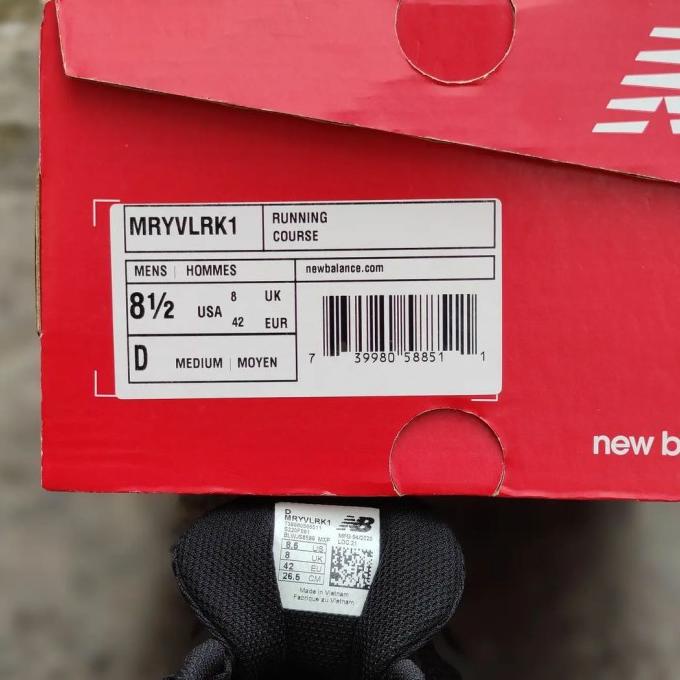 MRYVLRK1
RUNNING
COURSE
MENS | HOMMES
newbalance.com
8½ USA 8 UK
42 EUR
D MEDIUM | MOYEN
7 39980 58851 1
new b
D
MRYVLRK1
NB
8.5 US
8 UK
42 EU
26.5 CM
Made in Vietnam
Fabriqué au Vietnam